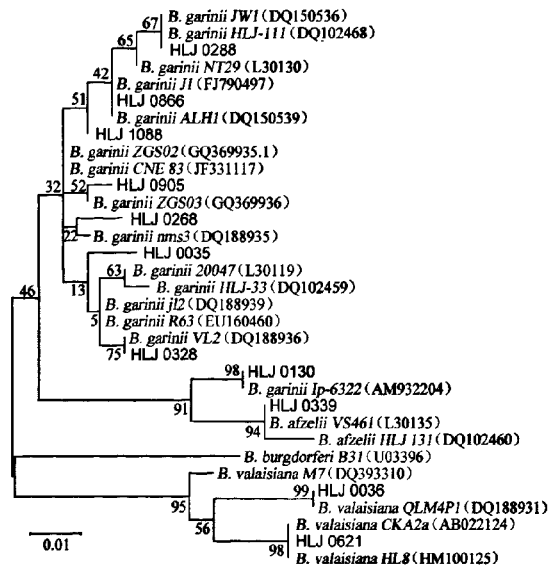 67
B. garinii JW1 (DQ150536)
B. garinii HLJ-111 (DQ102468)
65
HLJ 0288
42
B. garinii NT29 (L30130)
B. garinii J1 (FJ790497)
51
HLJ 0866
B. garinii ALH1 (DQ150539)
HLJ 1088
B. garinii ZGS02 (GQ369935.1)
B. garinii CNE 83 (JF331117)
32
52
HLJ 0905
B. garinii ZGS03 (GQ369936)
HLJ 0268
22
B. garinii nms3 (DQ188935)
HLJ 0035
63
B. garinii 20047 (L30119)
46
13
B. garinii HLJ-33 (DQ102459)
B. garinii jl2 (DQ188939)
5
B. garinii R63 (EU160460)
B. garinii VL2 (DQ188936)
75
HLJ 0328
98
HLJ 0130
B. garinii Ip-6322 (AM932204)
91
HLJ 0339
B. afzelii VS461 (L30135)
94
B. afzelii HLJ 131 (DQ102460)
B. burgdorferi B31 (U03396)
B. valaisiana M7 (DQ393310)
95
99
HLJ 0036
B. valaisiana QLM4P1 (DQ188931)
56
B. valaisiana CKA2a (AB022124)
HLJ 0621
98
B. valaisiana HL8 (HM100125)
0.01